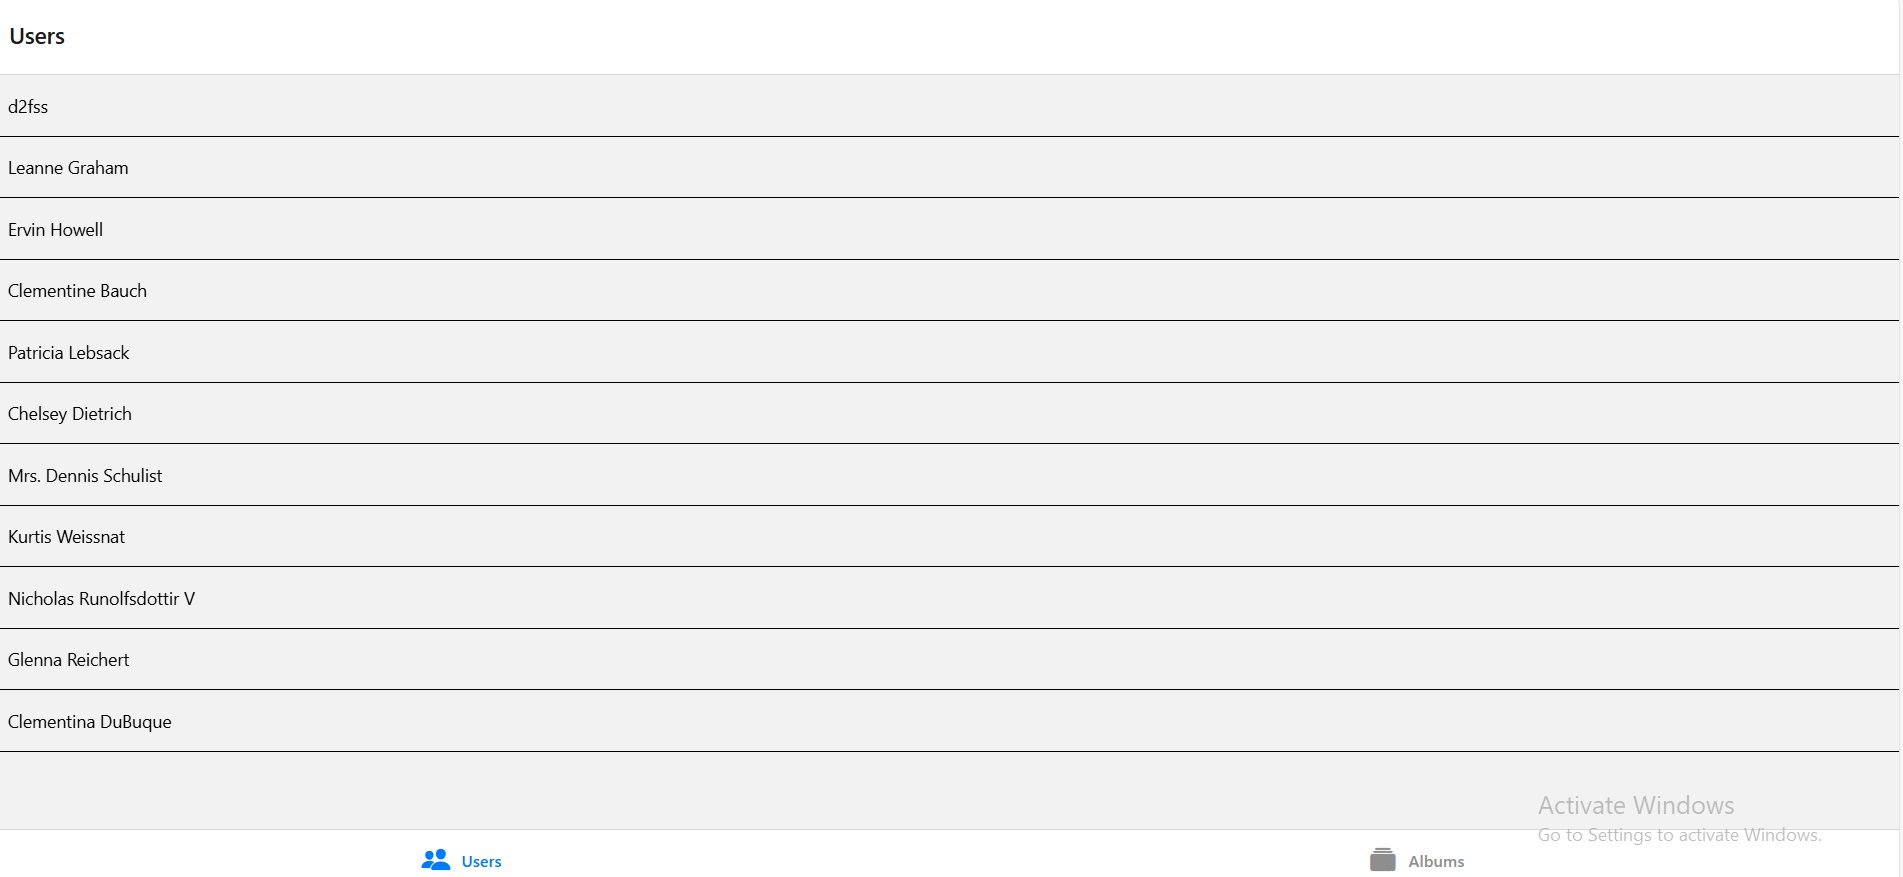 Users
d2fss
Leanne Graham
Ervin Howell
Clementine Bauch
Patricia Lebsack
Chelsey Dietrich
Mrs. Dennis Schulist
Kurtis Weissnat
Nicholas Runolfsdottir V
Glenna Reichert
Clementina DuBuque
Activate Windows
Go to Settings to activate Windows.
Users
Albums